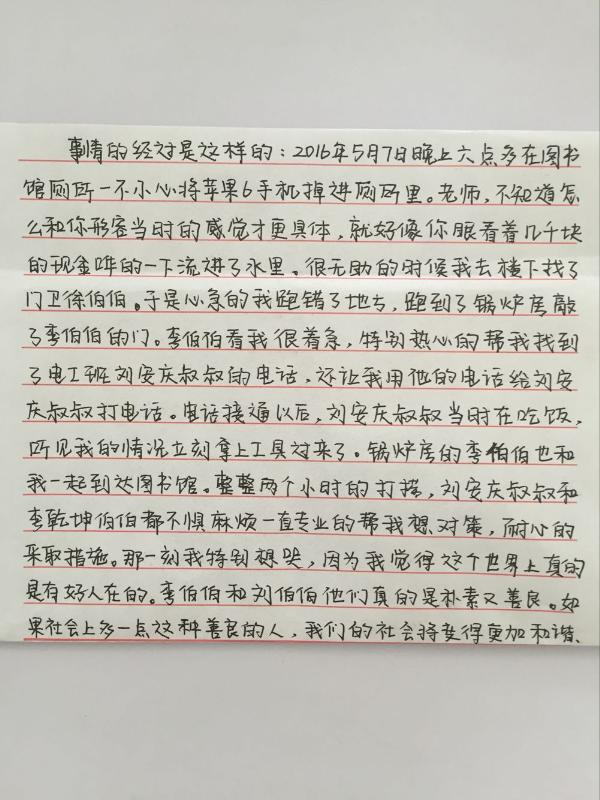 事情的经过是这样的：2016年5月7日晚上六点多在图书
馆厕所一不小心将苹果6手机掉进厕所里。老师，不知道怎
么和你形容当时的感觉才更具体，就好像你眼看着几千块
的现金哗的一下流进了水里。很无助的时候我去楼下找了
门卫徐伯伯。于是心急的我跑错了地方，跑到了锅炉房敲
了李伯伯的门。李伯伯看我很着急，特别热心的帮我找到
了电工班刘安庆叔叔的电话，还让我用他的电话给刘安
庆叔叔打电话。电话接通以后，刘安庆叔叔当时在吃饭，
听见我的情况立刻拿上工具过来了。锅炉房的李伯伯也和
我一起到达图书馆。整整两个小时的打捞，刘安庆叔叔和
李乾坤伯伯都不惧麻烦一直专业的帮我想对策，耐心的
采取措施。那一刻我特别想哭，因为我觉得这个世界上真的
是有好人在的。李伯伯和刘伯伯他们真的是朴素又善良。如
果社会上多一点这种善良的人，我们的社会将变得更加和谐、